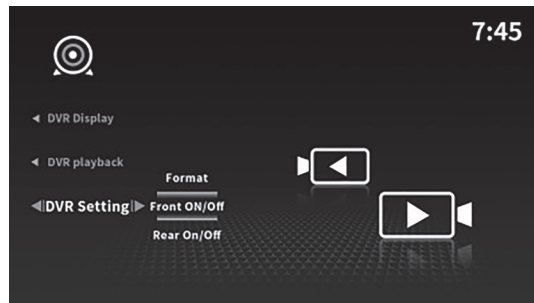 7:45
DVR Display
DVR playback
Format
DVR Setting
Front ON/Off
Rear On/Off